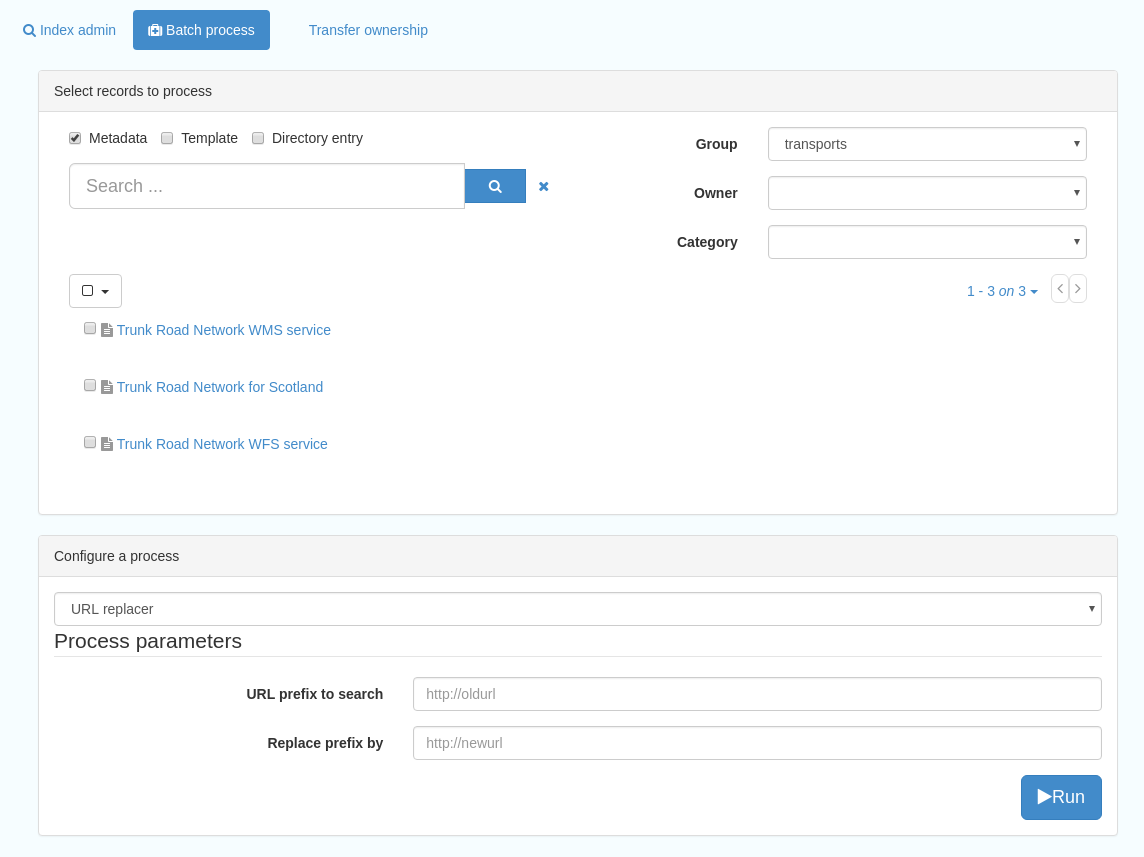 Index admin Batch process Transfer ownership
Select records to process
Metadata Template Directory entry
Group transports
Search ...
Owner
Category
1 - 3 on 3
Trunk Road Network WMS service
Trunk Road Network for Scotland
Trunk Road Network WFS service
Configure a process
URL replacer
Process parameters
URL prefix to search http://oldurl
Replace prefix by http://newurl
Run